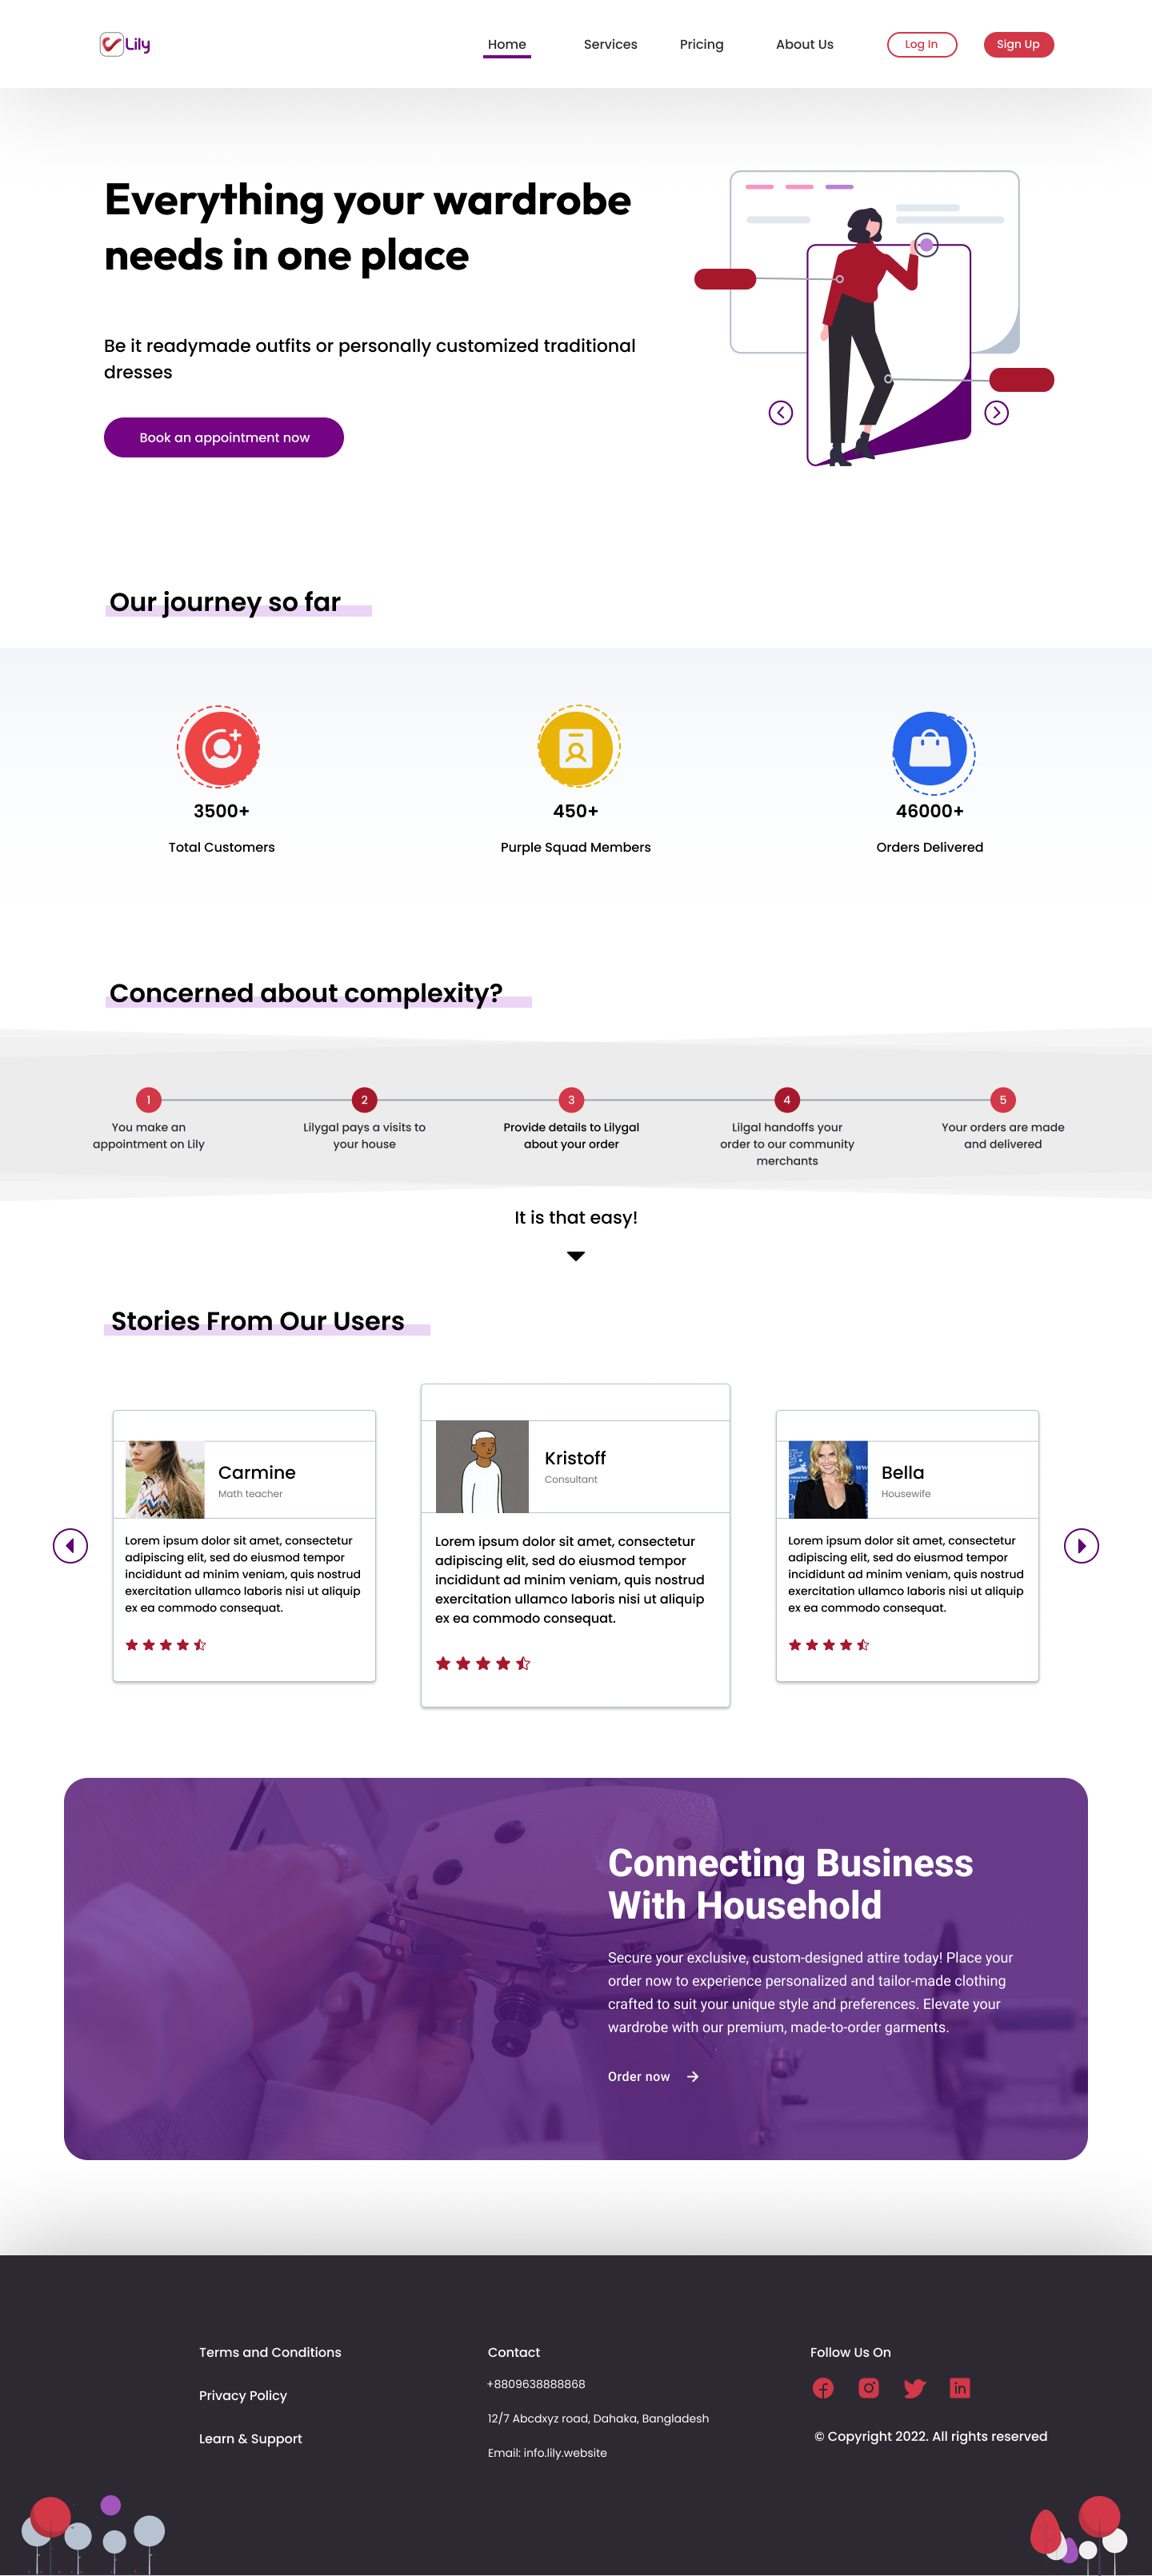 Lily
Home
Services
Pricing
About Us
Log In
Sign Up
Everything your wardrobe
needs in one place
Be it readymade outfits or personally customized traditional
dresses
Book an appointment now
Our journey so far
3500+
Total Customers
450+
Purple Squad Members
46000+
Orders Delivered
Concerned about complexity?
1
You make an
appointment on Lily
2
Lilygal pays a visits to
your house
3
Provide details to Lilygal
about your order
4
Lilgal handoffs your
order to our community
merchants
5
Your orders are made
and delivered
It is that easy!
Stories From Our Users
Carmine
Math teacher
Lorem ipsum dolor sit amet, consectetur
adipiscing elit, sed do eiusmod tempor
incididunt ad minim veniam, quis nostrud
exercitation ullamco laboris nisi ut aliquip
ex ea commodo consequat.
Kristoff
Consultant
Lorem ipsum dolor sit amet, consectetur
adipiscing elit, sed do eiusmod tempor
incididunt ad minim veniam, quis nostrud
exercitation ullamco laboris nisi ut aliquip
ex ea commodo consequat.
Bella
Housewife
Lorem ipsum dolor sit amet, consectetur
adipiscing elit, sed do eiusmod tempor
incididunt ad minim veniam, quis nostrud
exercitation ullamco laboris nisi ut aliquip
ex ea commodo consequat.
Connecting Business
With Household
Secure your exclusive, custom-designed attire today! Place your
order now to experience personalized and tailor-made clothing
crafted to suit your unique style and preferences. Elevate your
wardrobe with our premium, made-to-order garments.
Order now
Terms and Conditions
Privacy Policy
Learn & Support
Contact
+8809638888868
12/7 Abcdxyz road, Dahaka, Bangladesh
Email: info.lily.website
Follow Us On
in
© Copyright 2022. All rights reserved